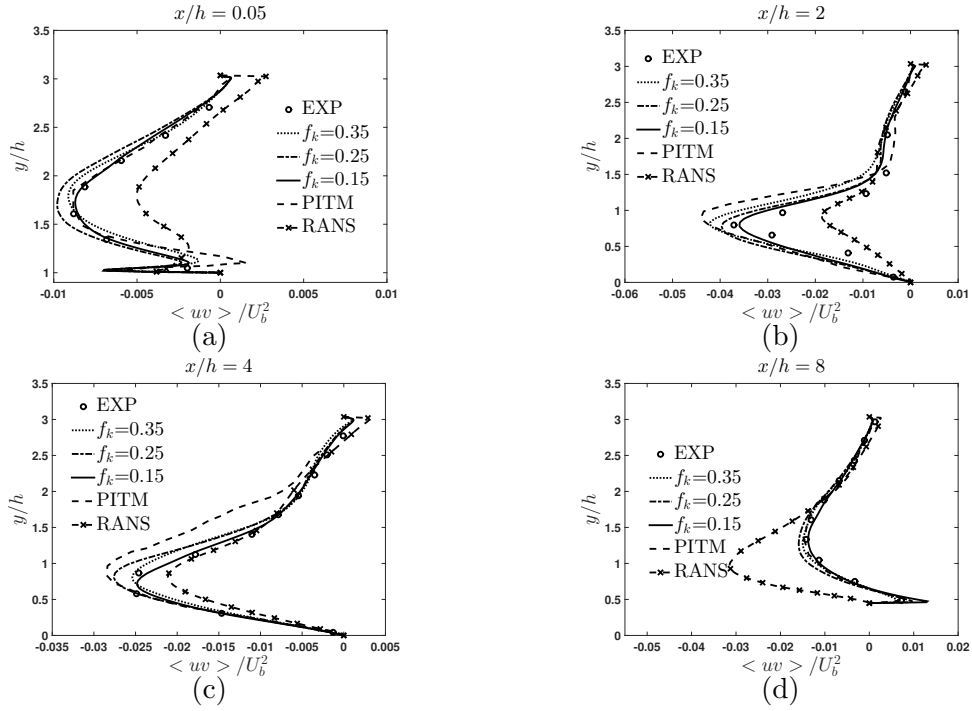 x/h = 0.05
3.5
3
2.5
2
1.5
1
y/h
EXP
f_k=0.35
f_k=0.25
f_k=0.15
PITM
RANS
-0.01 -0.005 0 0.005 0.01
< uv > /U_b^2
(a)
x/h = 2
3.5
3
2.5
2
1.5
1
0.5
0
y/h
EXP
f_k=0.35
f_k=0.25
f_k=0.15
PITM
RANS
-0.06 -0.05 -0.04 -0.03 -0.02 -0.01 0 0.01
< uv > /U_b^2
(b)
x/h = 4
3.5
3
2.5
2
1.5
1
0.5
0
y/h
EXP
f_k=0.35
f_k=0.25
f_k=0.15
PITM
RANS
-0.035 -0.03 -0.025 -0.02 -0.015 -0.01 -0.005 0 0.005
< uv > /U_b^2
(c)
x/h = 8
3.5
3
2.5
2
1.5
1
0.5
0
y/h
EXP
f_k=0.35
f_k=0.25
f_k=0.15
PITM
RANS
-0.05 -0.04 -0.03 -0.02 -0.01 0 0.01 0.02
< uv > /U_b^2
(d)